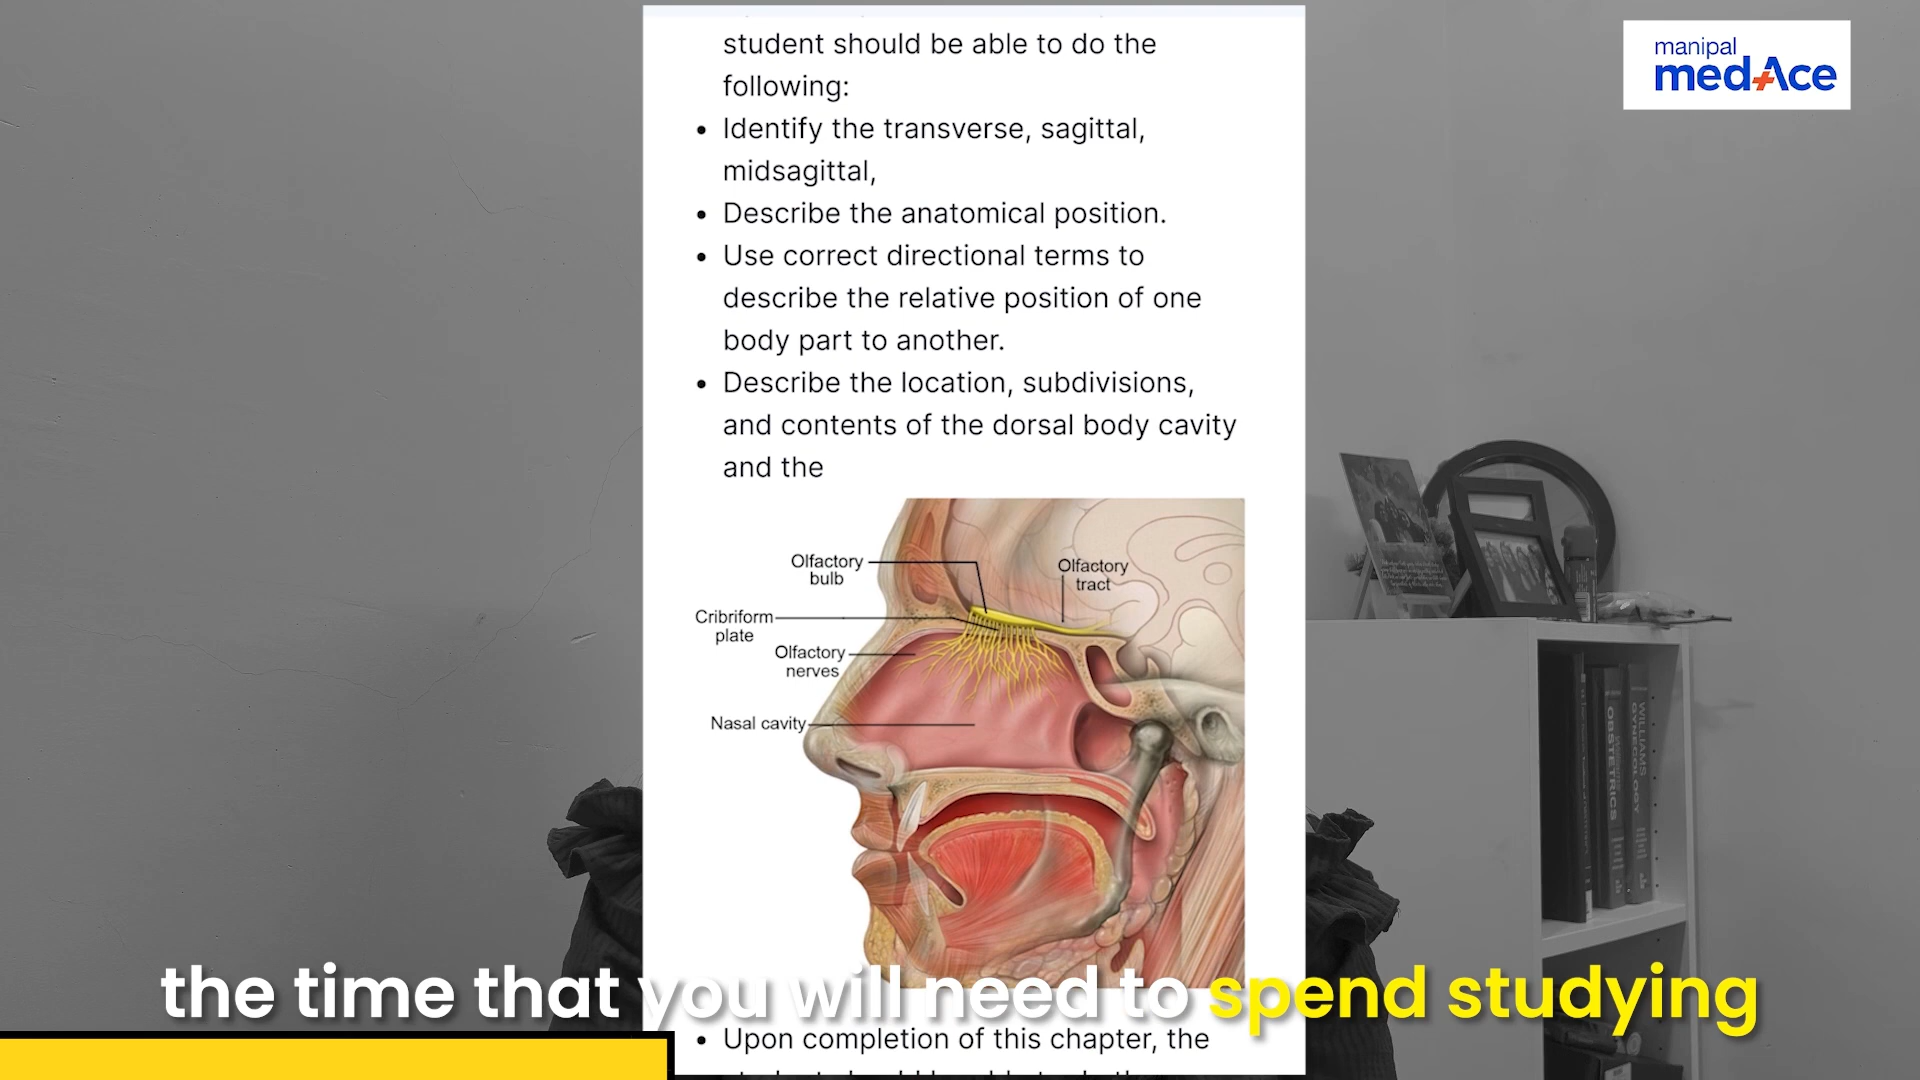 student should be able to do the
following:
• Identify the transverse, sagittal,
midsagittal,
• Describe the anatomical position.
• Use correct directional terms to
describe the relative position of one
body part to another.
• Describe the location, subdivisions,
and contents of the dorsal body cavity
and the
Olfactory
bulb
Olfactory
tract
Cribriform
plate
Olfactory
nerves
Nasal cavity
• Upon completion of this chapter, the
manipal
medAce
WILLIAMS
GYNECOLOGY
OBSTETRICS
the time that you will need to spend studying